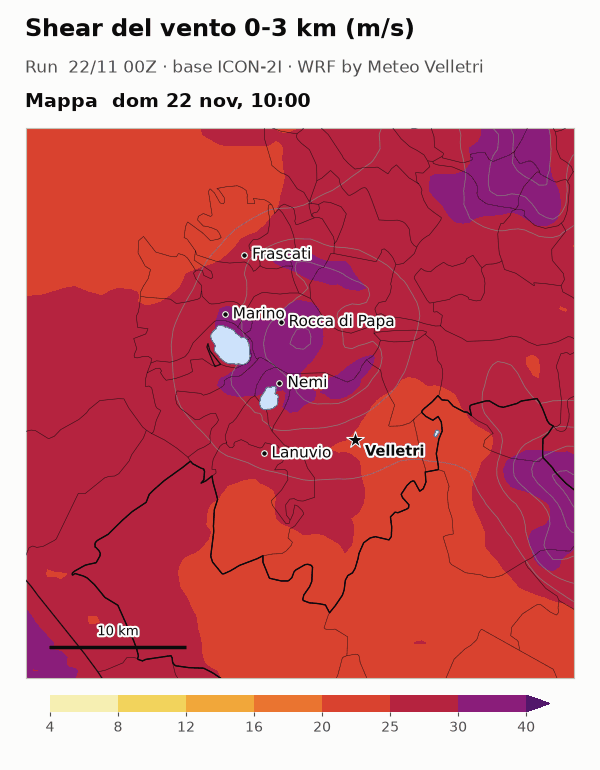 Shear del vento 0-3 km (m/s)
Run  22/11 00Z · base ICON-2I · WRF by Meteo Velletri
Mappa  dom 22 nov, 10:00
Frascati
Marino
Rocca di Papa
Nemi
Velletri
Lanuvio
10 km
4 8 12 16 20 25 30 40